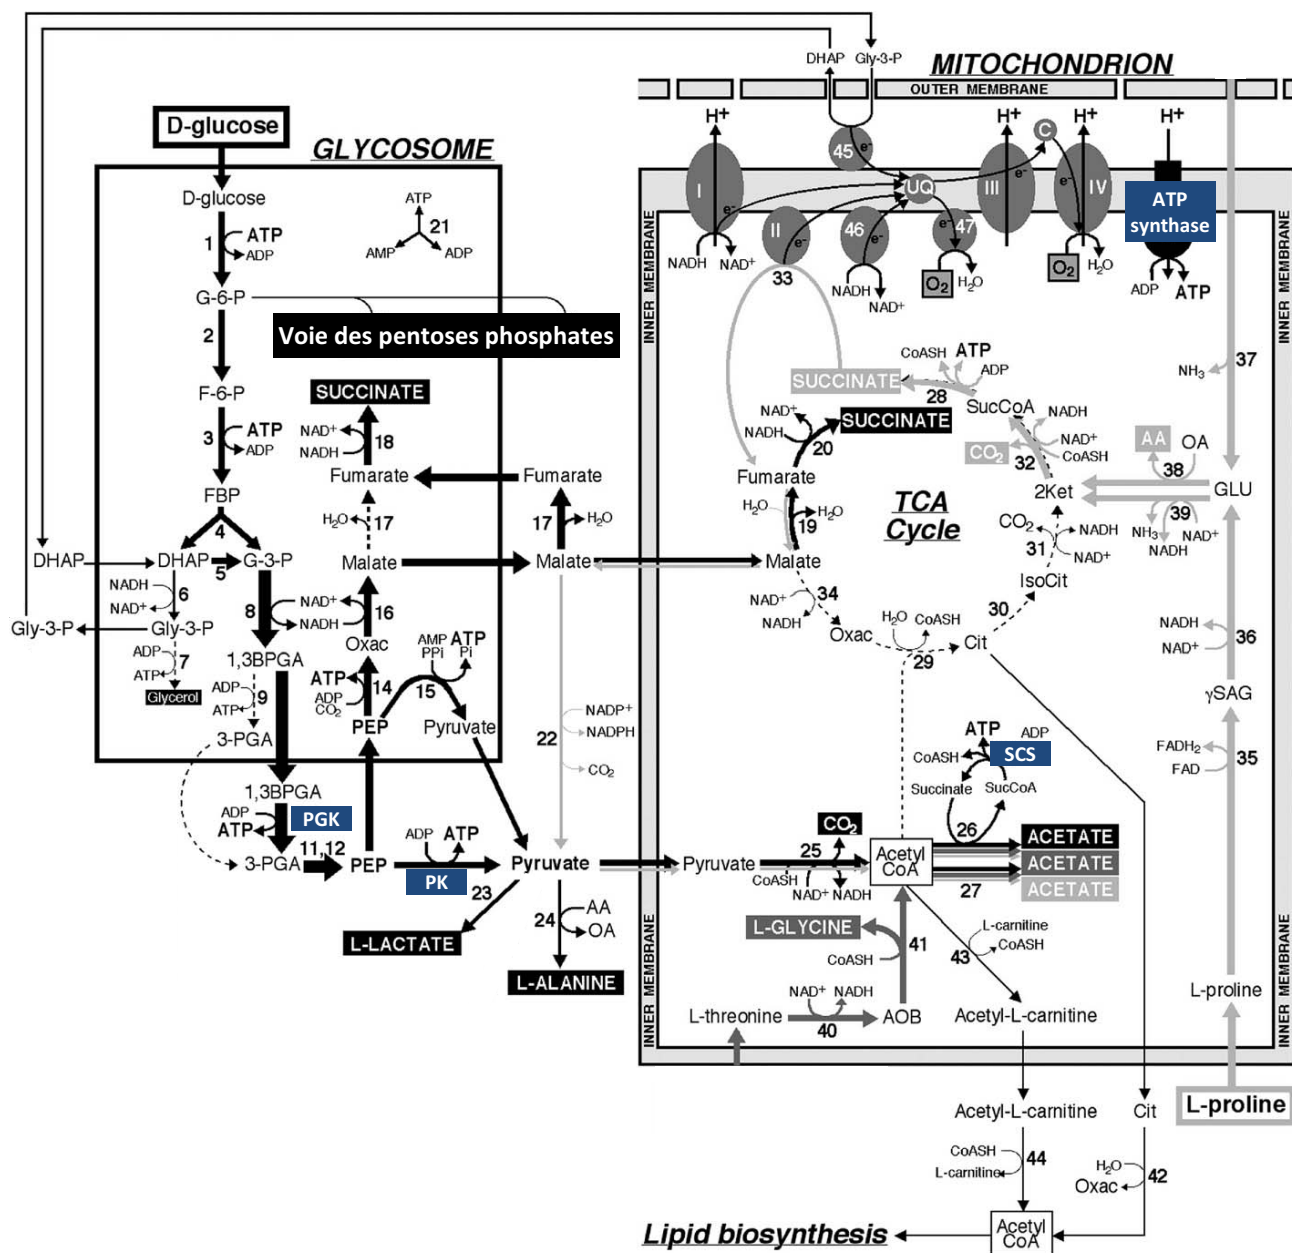 DHAP
Gly-3-P
MITOCHONDRION
OUTER MEMBRANE
D-glucose
GLYCOSOME
H+
H+
H+
H+
C
45
e-
e-
I
UQ
III
e-
IV
e-
ATP
synthase
e-
II
e-
46
e-
47
e-
INNER MEMBRANE
INNER MEMBRANE
D-glucose
ATP
21
AMP
ADP
1
ATP
ADP
NADH
NAD+
33
NADH
NAD+
O2
H2O
O2
H2O
ADP
ATP
G-6-P
2
Voie des pentoses phosphates
F-6-P
3
ATP
ADP
SUCCINATE
NAD+
NADH
18
FBP
4
Fumarate
Fumarate
H2O
17
17
H2O
DHAP
DHAP
5
G-3-P
Malate
Malate
NADH
NAD+
6
8
NAD+
NADH
16
Gly-3-P
Gly-3-P
Oxac
ADP
ATP
7
Glycerol
1,3BPGA
ADP
ATP
9
3-PGA
ATP
ADP
CO2
14
AMP
PPi
ATP
Pi
15
PEP
Pyruvate
22
NADP+
NADPH
CO2
1,3BPGA
ADP
ATP
PGK
3-PGA
11,12
PEP
ADP
ATP
PK
Pyruvate
23
24
AA
OA
L-LACTATE
L-ALANINE
CoASH
ATP
ADP
SUCCINATE
28
SucCoA
NAD+
NADH
SUCCINATE
20
CO2
32
NADH
NAD+
CoASH
Fumarate
H2O
19
H2O
TCA
Cycle
2Ket
AA
OA
38
GLU
39
NH3
NADH
NAD+
NH3
37
CO2
31
NADH
NAD+
Malate
NAD+
NADH
34
IsoCit
30
Oxac
H2O
CoASH
29
Cit
NADH
NAD+
36
γSAG
FADH2
FAD
35
ATP
ADP
CoASH
SCS
Succinate
SucCoA
26
CO2
Pyruvate
25
CoASH
NAD+
NADH
Acetyl
CoA
ACETATE
ACETATE
27
ACETATE
L-GLYCINE
CoASH
41
L-carnitine
CoASH
43
NAD+
NADH
L-threonine
40
AOB
Acetyl-L-carnitine
L-proline
INNER MEMBRANE
INNER MEMBRANE
Acetyl-L-carnitine
Cit
L-proline
CoASH
L-carnitine
44
H2O
Oxac
42
Lipid biosynthesis
Acetyl
CoA